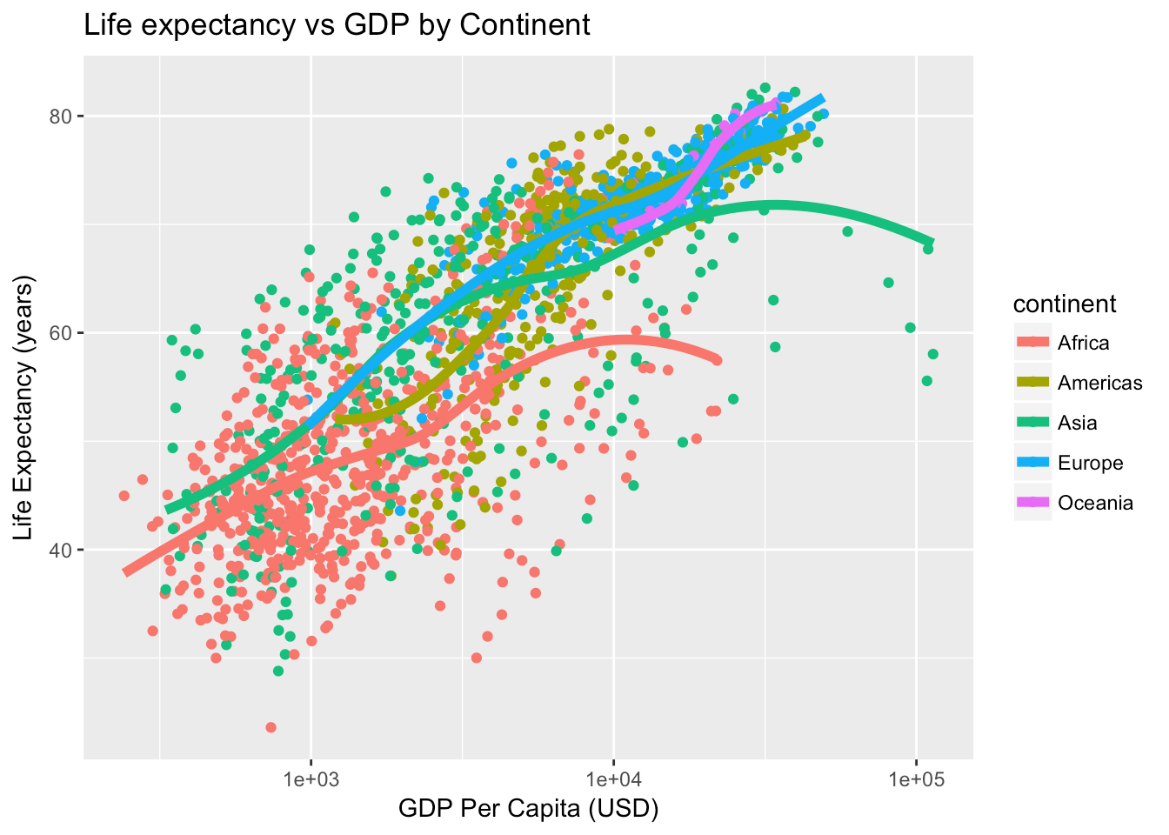 Life expectancy vs GDP by Continent
80
60
40
Life Expectancy (years)
1e+03
1e+04
1e+05
GDP Per Capita (USD)
continent
Africa
Americas
Asia
Europe
Oceania